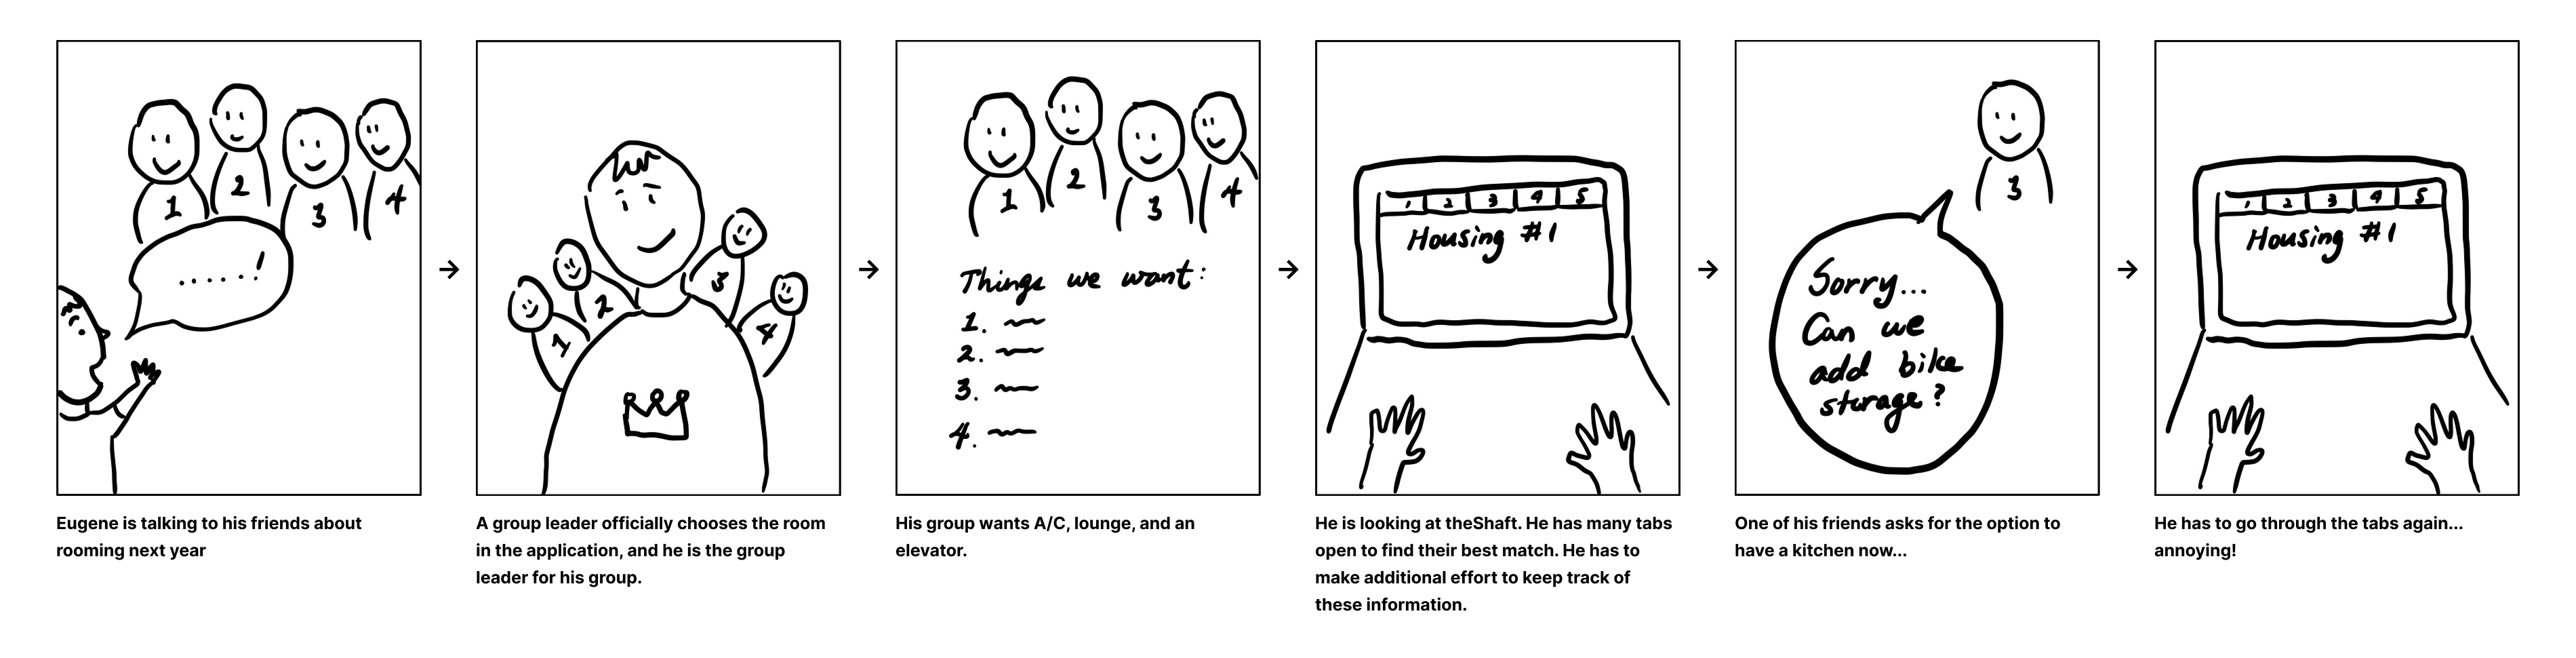 1
2
3
4
. . . . . !
Eugene is talking to his friends about
rooming next year
→
1
2
3
4
A group leader officially chooses the room
in the application, and he is the group
leader for his group.
→
1
2
3
4
Things we want:
1.
2.
3.
4.
His group wants A/C, lounge, and an
elevator.
→
1 2 3 4 5
Housing #1
He is looking at theShaft. He has many tabs
open to find their best match. He has to
make additional effort to keep track of
these information.
→
3
Sorry...
Can we
add bike
storage?
One of his friends asks for the option to
have a kitchen now...
→
1 2 3 4 5
Housing #1
He has to go through the tabs again...
annoying!